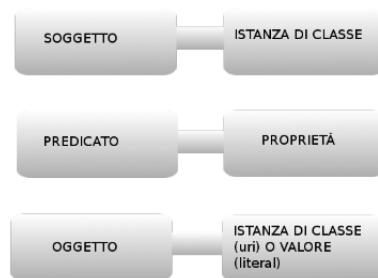 SOGGETTO
ISTANZA DI CLASSE
PREDICATO
PROPRIETÀ
OGGETTO
ISTANZA DI CLASSE
(uri) O VALORE
(literal)